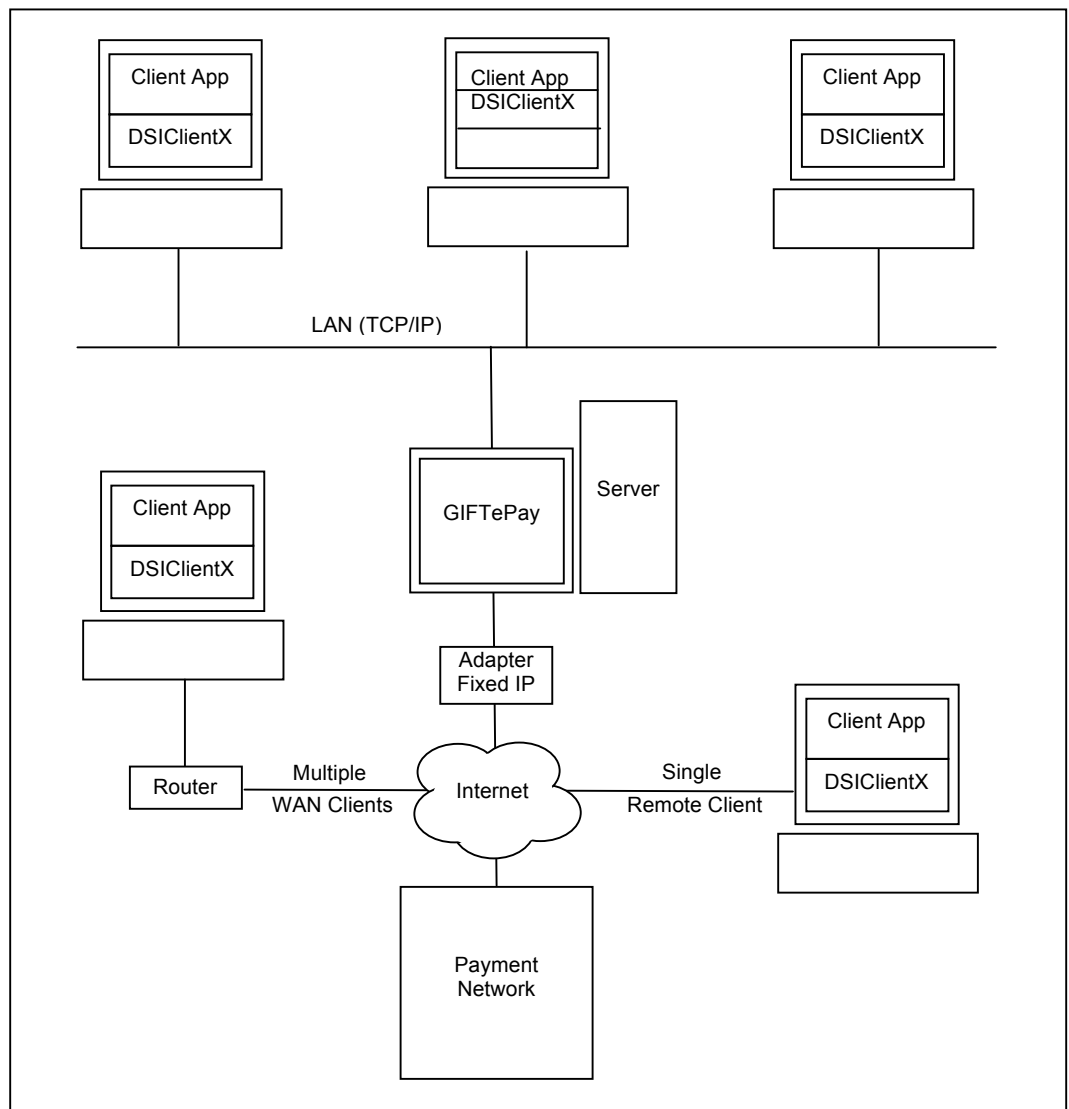 Client App
DSIClientX
Client App
DSIClientX
Client App
DSIClientX
LAN (TCP/IP)
GIFTePay
Server
Client App
DSIClientX
Adapter
Fixed IP
Client App
DSIClientX
Router
Multiple
WAN Clients
Internet
Single
Remote Client
Payment
Network